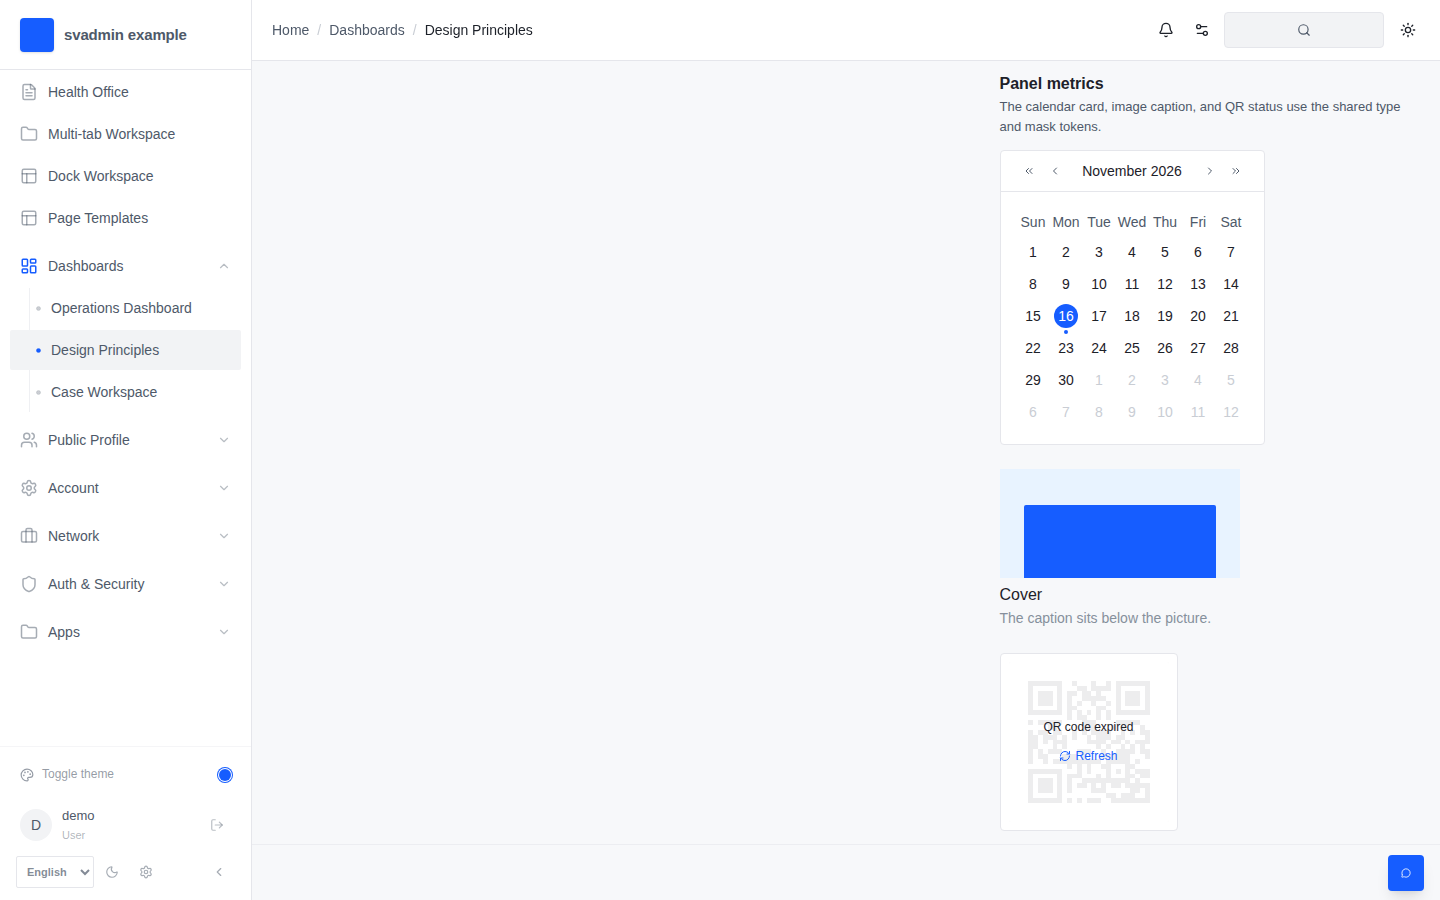 svadmin example
Health Office
Multi-tab Workspace
Dock Workspace
Page Templates
Dashboards
Operations Dashboard
Design Principles
Case Workspace
Public Profile
Account
Network
Auth & Security
Apps
Toggle theme
D
demo
User
English
Home / Dashboards / Design Principles
Panel metrics
The calendar card, image caption, and QR status use the shared type
and mask tokens.
November 2026
Sun Mon Tue Wed Thu Fri Sat
1 2 3 4 5 6 7
8 9 10 11 12 13 14
15 16 17 18 19 20 21
22 23 24 25 26 27 28
29 30 1 2 3 4 5
6 7 8 9 10 11 12
Cover
The caption sits below the picture.
QR code expired
Refresh